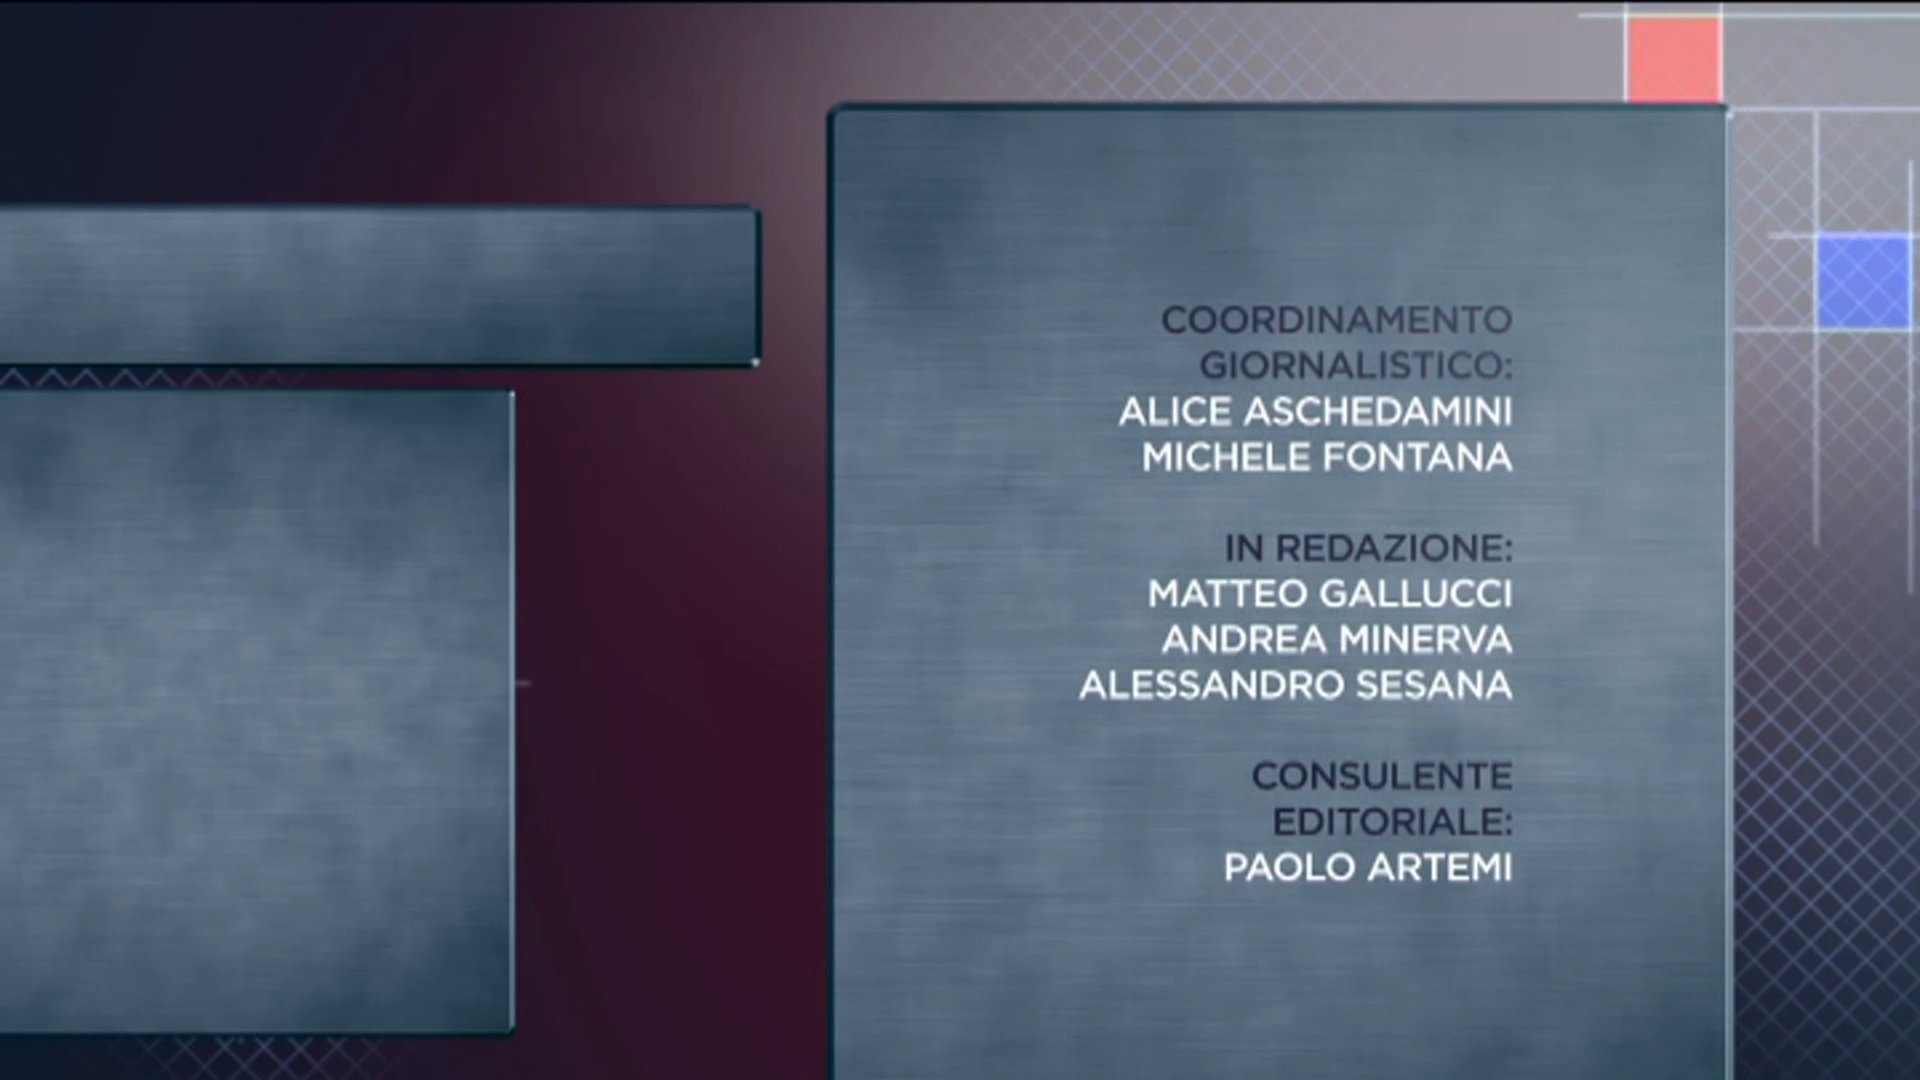 COORDINAMENTO
GIORNALISTICO:
ALICE ASCHEDAMINI
MICHELE FONTANA
IN REDAZIONE:
MATTEO GALLUCCI
ANDREA MINERVA
ALESSANDRO SESANA
CONSULENTE
EDITORIALE:
PAOLO ARTEMI